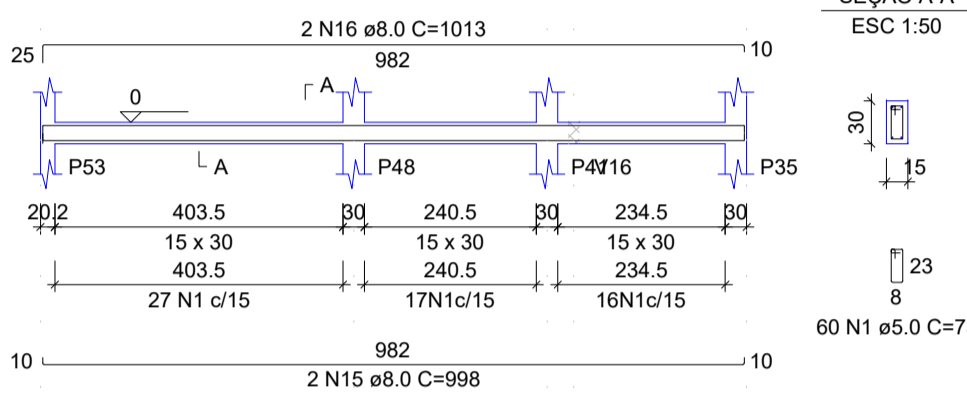 SEÇÃO A-A
ESC 1:50
2 N16 ø8.0 C=1013
25
982
10
A
0
30
A
P53
P48
P35
15
20.2 403.5 30 240.5 30 234.5 30
15 x 30 15 x 30 15 x 30
403.5 240.5 234.5
27 N1 c/15 17N1c/15 16N1c/15
23
8
60 N1 ø5.0 C=7
10
982
10
2 N15 ø8.0 C=998